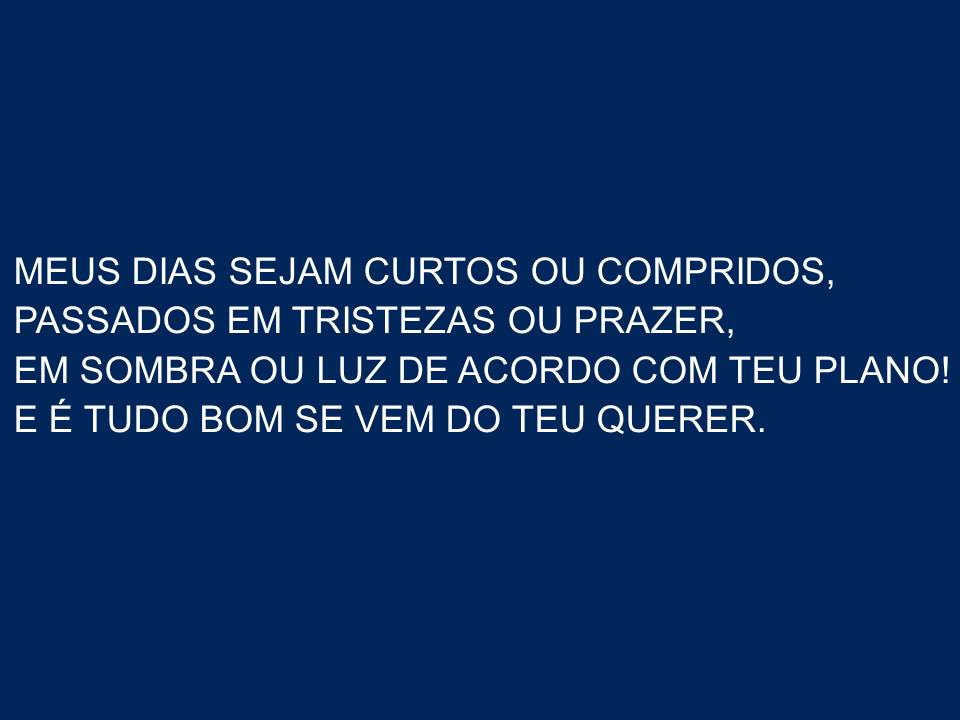 MEUS DIAS SEJAM CURTOS OU COMPRIDOS,
PASSADOS EM TRISTEZAS OU PRAZER,
EM SOMBRA OU LUZ DE ACORDO COM TEU PLANO!
E É TUDO BOM SE VEM DO TEU QUERER.